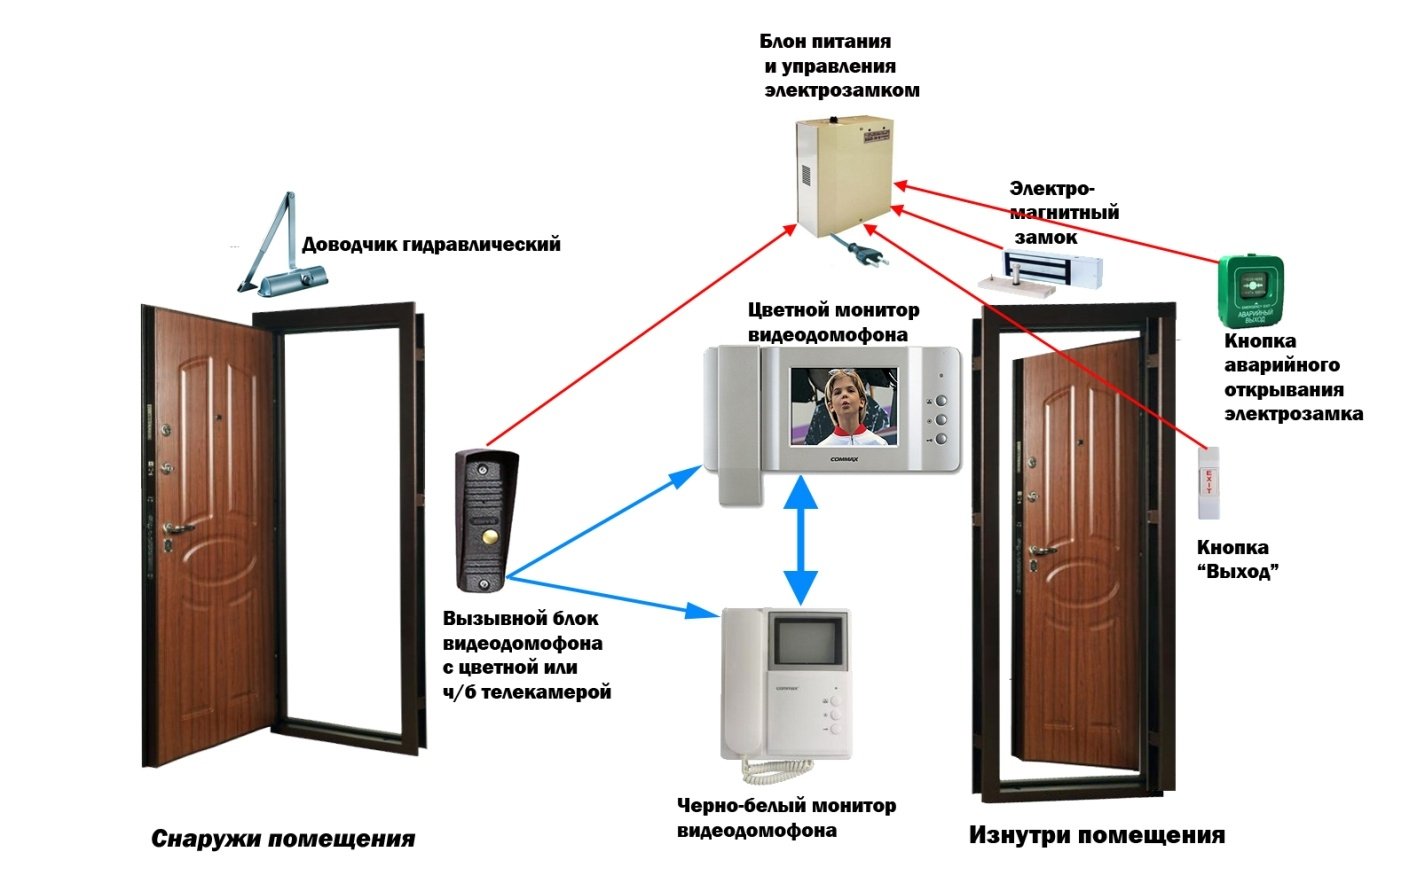 Блон питания
и управления
электрозамком
Электро-
магнитный
замок
Доводчик гидравлический
АВАРИЙНЫЙ
ВЫХОД
Цветной монитор
видеодомофона
Кнопка
аварийного
открывания
электрозамка
COMMAX
EXIT
Кнопка
“Выход”
Вызывной блок
видеодомофона
с цветной или
ч/б телекамерой
COMMAX
Черно-белый монитор
видеодомофона
Снаружи помещения
Изнутри помещения